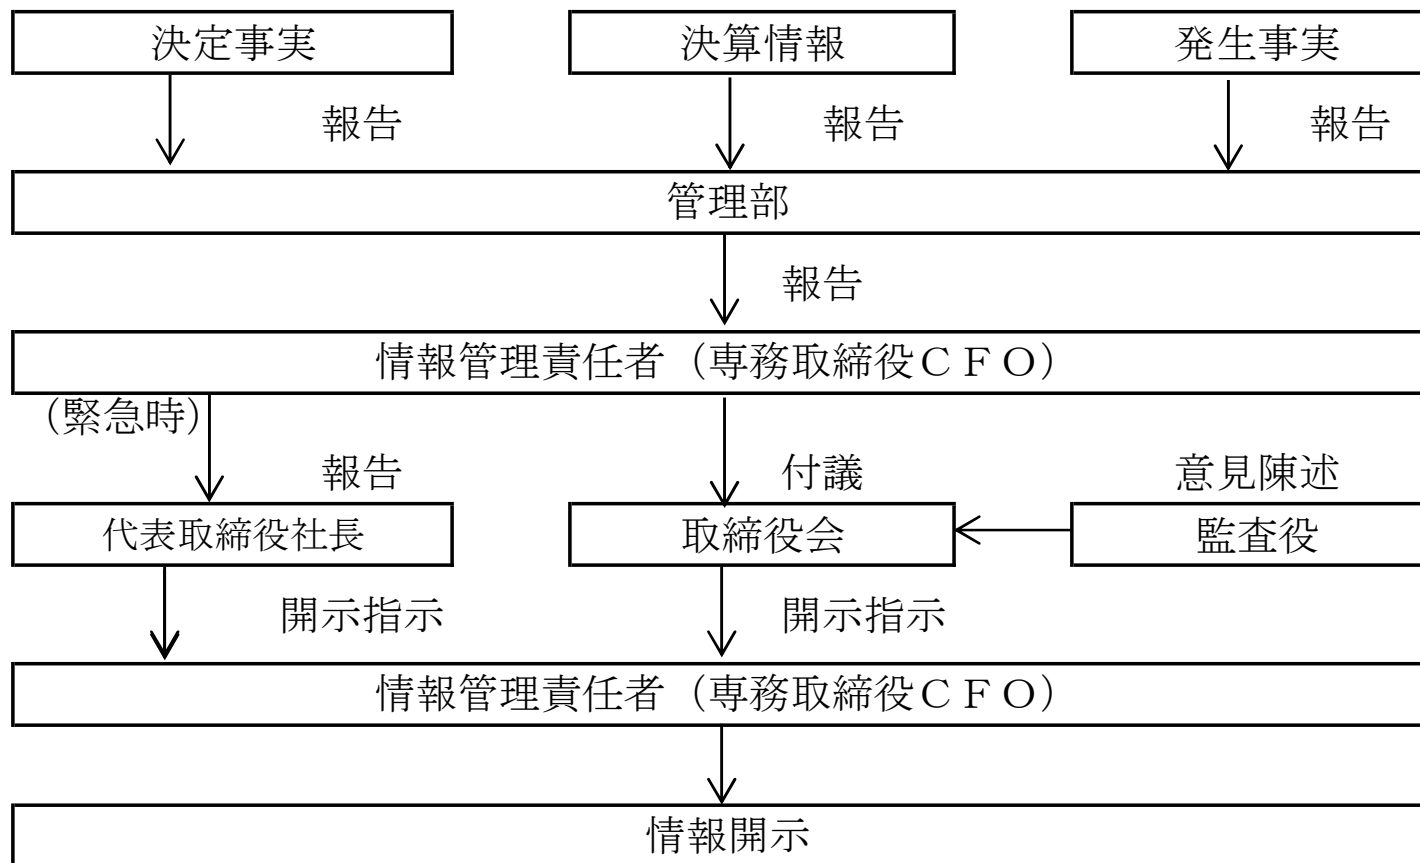 決定事実
決算情報
発生事実
報告
報告
報告
管理部
報告
情報管理責任者（専務取締役ＣＦＯ）
（緊急時）
報告
付議
意見陳述
代表取締役社長
取締役会
監査役
開示指示
開示指示
情報管理責任者（専務取締役ＣＦＯ）
情報開示